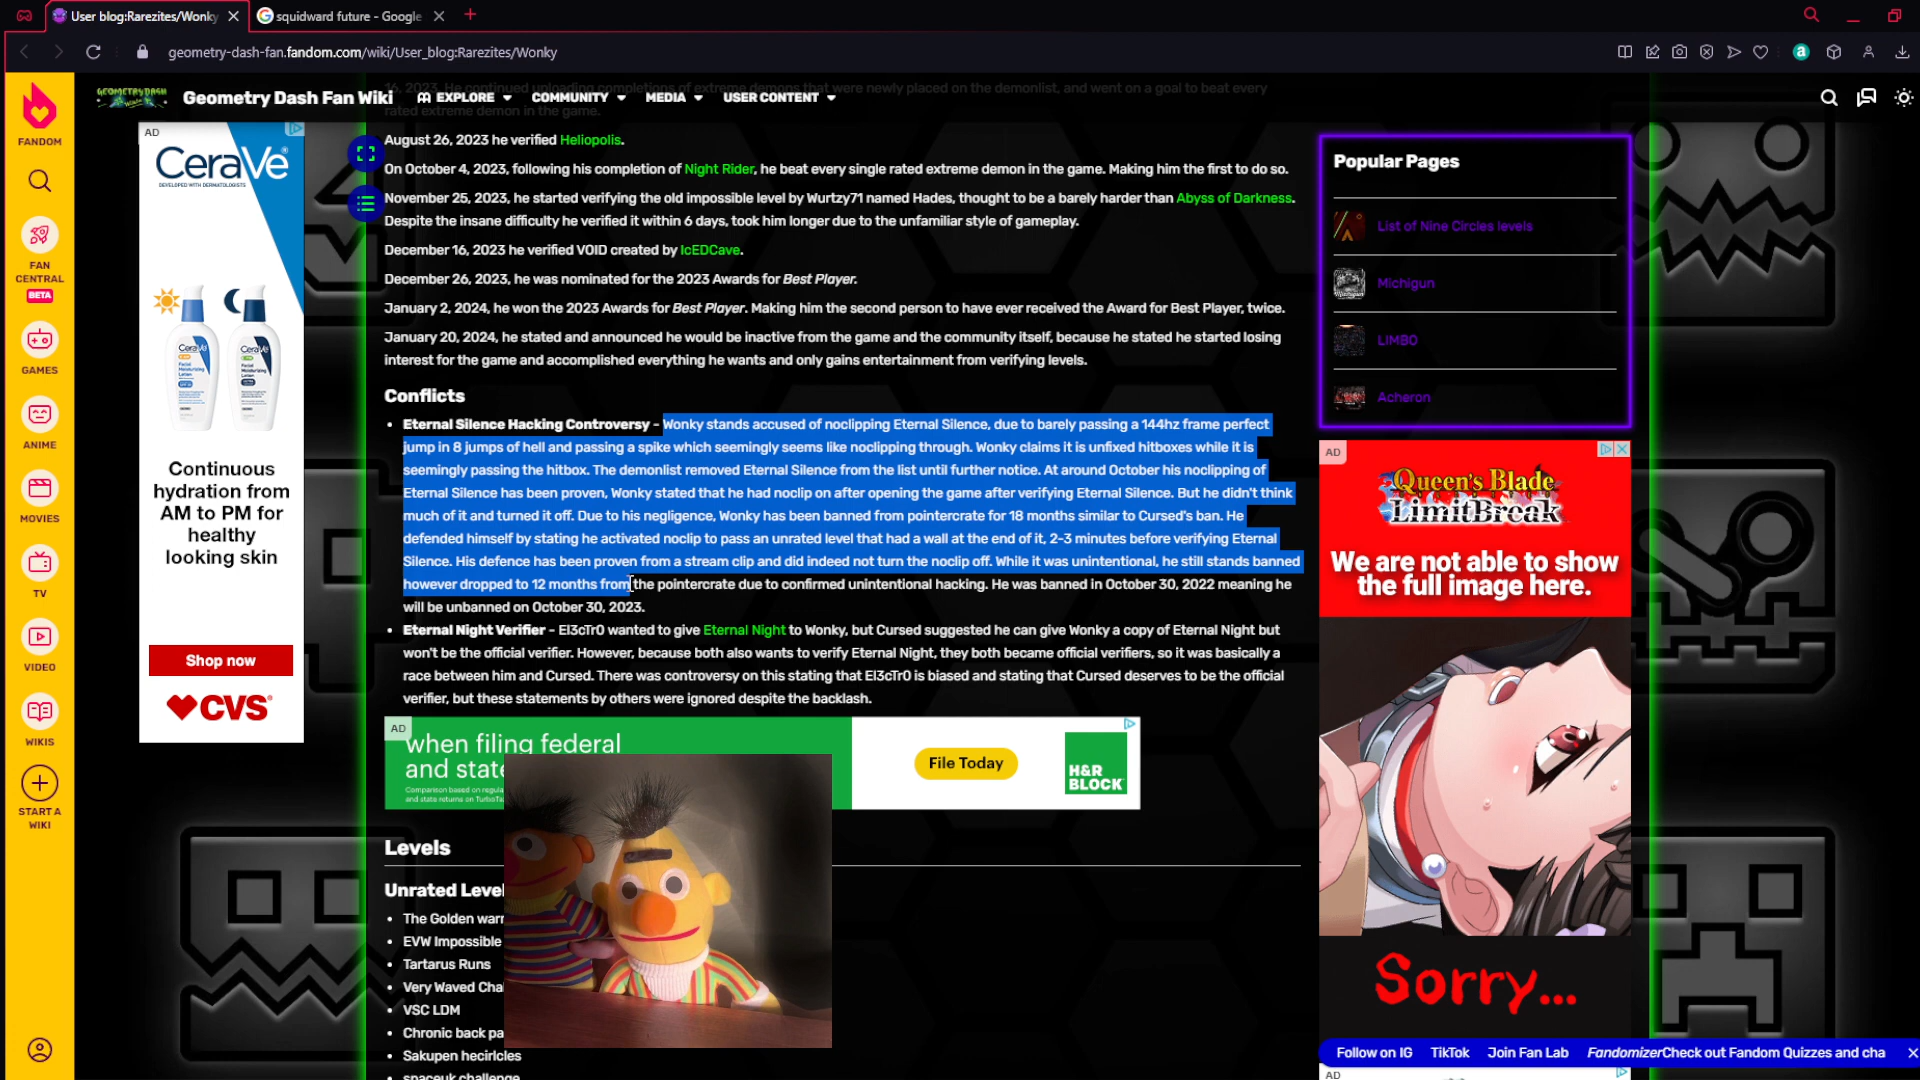 User blog:Rarezites/Wonky
squidward future - Google
geometry-dash-fan.fandom.com/wiki/User_blog:Rarezites/Wonky
FANDOM
FAN CENTRAL
BETA
GAMES
ANIME
MOVIES
TV
VIDEO
WIKIS
START A WIKI
GEOMETRY DASH
Geometry Dash Fan Wiki
EXPLORE
COMMUNITY
MEDIA
USER CONTENT
AD
CeraVe
DEVELOPED WITH DERMATOLOGISTS
Continuous
hydration from
AM to PM for
healthy
looking skin
Shop now
CVS
16, 2023. He continued uploading completions of extreme demons that were newly placed on the demonlist, and went on a goal to beat every
rated extreme demon in the game.
August 26, 2023 he verified Heliopolis.
On October 4, 2023, following his completion of Night Rider, he beat every single rated extreme demon in the game. Making him the first to do so.
November 25, 2023, he started verifying the old impossible level by Wurtzy71 named Hades, thought to be a barely harder than Abyss of Darkness.
Despite the insane difficulty he verified it within 6 days, took him longer due to the unfamiliar style of gameplay.
December 16, 2023 he verified VOID created by IcEDCave.
December 26, 2023, he was nominated for the 2023 Awards for Best Player.
January 2, 2024, he won the 2023 Awards for Best Player. Making him the second person to have ever received the Award for Best Player, twice.
January 20, 2024, he stated and announced he would be inactive from the game and the community itself, because he stated he started losing
interest for the game and accomplished everything he wants and only gains entertainment from verifying levels.
Conflicts
Eternal Silence Hacking Controversy - Wonky stands accused of noclipping Eternal Silence, due to barely passing a 144hz frame perfect
jump in 8 jumps of hell and passing a spike which seemingly seems like noclipping through. Wonky claims it is unfixed hitboxes while it is
seemingly passing the hitbox. The demonlist removed Eternal Silence from the list until further notice. At around October his noclipping of
Eternal Silence has been proven, Wonky stated that he had noclip on after opening the game after verifying Eternal Silence. But he didn't think
much of it and turned it off. Due to his negligence, Wonky has been banned from pointercrate for 18 months similar to Cursed's ban. He
defended himself by stating he activated noclip to pass an unrated level that had a wall at the end of it, 2-3 minutes before verifying Eternal
Silence. His defence has been proven from a stream clip and did indeed not turn the noclip off. While it was unintentional, he still stands banned
however dropped to 12 months from the pointercrate due to confirmed unintentional hacking. He was banned in October 30, 2022 meaning he
will be unbanned on October 30, 2023.
Eternal Night Verifier - El3cTr0 wanted to give Eternal Night to Wonky, but Cursed suggested he can give Wonky a copy of Eternal Night but
won't be the official verifier. However, because both also wants to verify Eternal Night, they both became official verifiers, so it was basically a
race between him and Cursed. There was controversy on this stating that El3cTr0 is biased and stating that Cursed deserves to be the official
verifier, but these statements by others were ignored despite the backlash.
AD
when filing federal
and state
Comparison based on regula
and state returns on TurboTa
File Today
H&R
BLOCK
Levels
Unrated Level
The Golden warr
EVW Impossible
Tartarus Runs
Very Waved Chal
VSC LDM
Chronic back pa
Sakupen hecirlcles
spaceuk challenge
Popular Pages
List of Nine Circles levels
Michigun
LIMBO
Acheron
AD
Queen's Blade
LimitBreak
We are not able to show
the full image here.
Sorry...
Follow on IG
TikTok
Join Fan Lab
FandomizerCheck out Fandom Quizzes and cha
AD